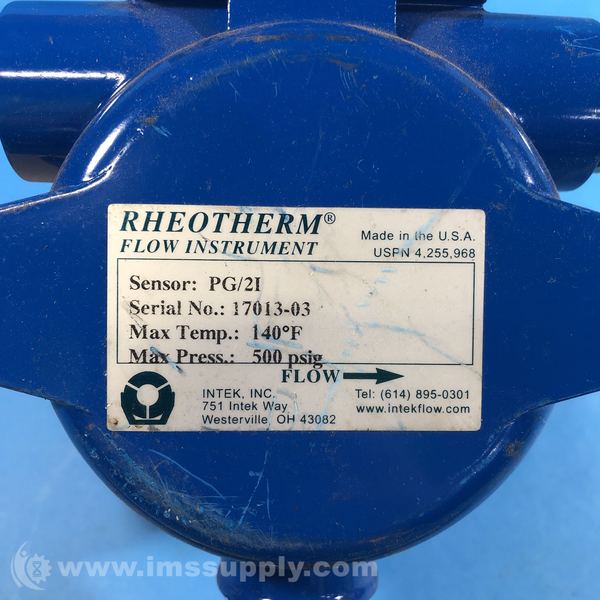 RHEOTHERM®
FLOW INSTRUMENT
Made in the U.S.A.
USPN 4,255,968
Sensor: PG/2I
Serial No.: 17013-03
Max Temp.: 140°F
Max Press.: 500 psig
FLOW
INTEK, INC.
751 Intek Way
Westerville, OH 43082
Tel: (614) 895-0301
www.intekflow.com
www.imssupply.com